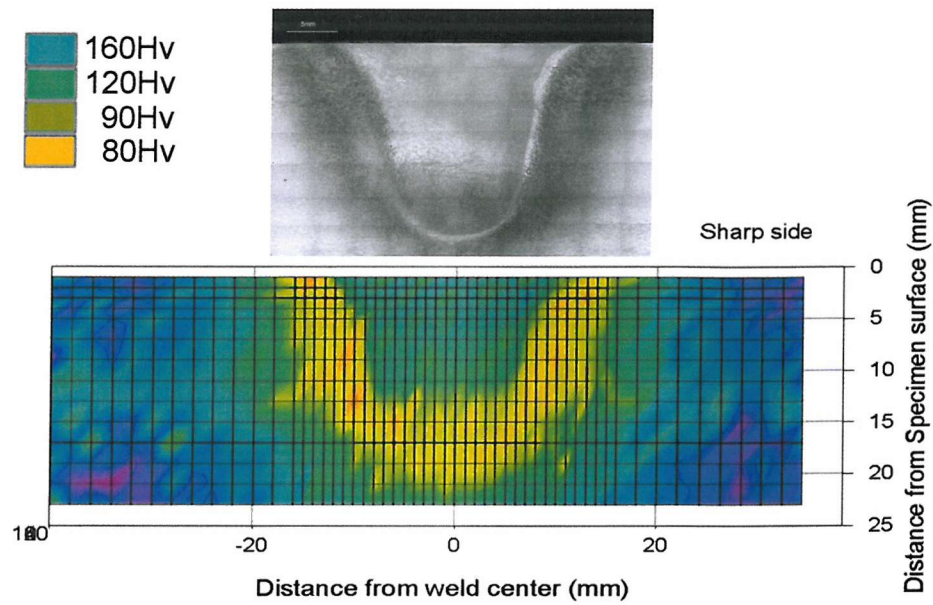 160Hv
120Hv
90Hv
80Hv
5mm
Sharp side
0
5
10
15
20
25
Distance from Specimen surface (mm)
-20
0
20
Distance from weld center (mm)